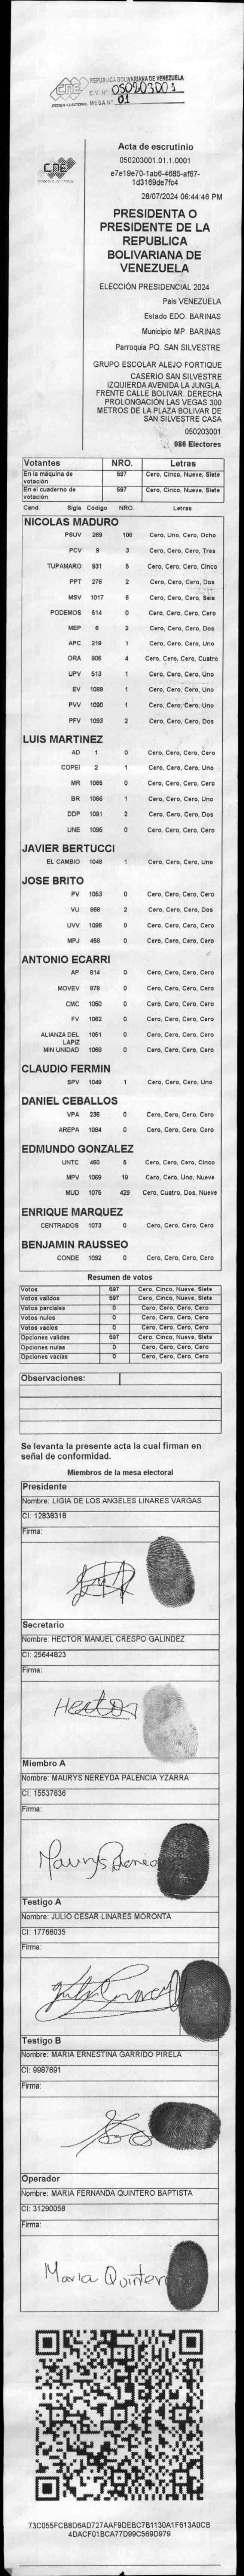 CNE
PODER ELECTORAL
REPUBLICA BOLIVARIANA DE VENEZUELA
C.V. Nº 050203001
MESA Nº 01
CNE
Acta de escrutinio
050203001.01.1.0001
e7e19e70-1ab6-4685-af67-
1d3169de7fc4
28/07/2024 06:44:46 PM
PRESIDENTA O
PRESIDENTE DE LA
REPUBLICA
BOLIVARIANA DE
VENEZUELA
ELECCIÓN PRESIDENCIAL 2024
Pais VENEZUELA
Estado EDO. BARINAS
Municipio MP. BARINAS
Parroquia PQ. SAN SILVESTRE
GRUPO ESCOLAR ALEJO FORTIQUE
CASERIO SAN SILVESTRE
IZQUIERDA AVENIDA LA JUNGLA.
FRENTE CALLE BOLIVAR. DERECHA
PROLONGACIÓN LAS VEGAS 300
METROS DE LA PLAZA BOLIVAR DE
SAN SILVESTRE CASA
050203001
986 Electores
Votantes NRO. Letras
En la máquina de votación 597 Cero, Cinco, Nueve, Siete
En el cuaderno de votación 597 Cero, Cinco, Nueve, Siete
Cand. Sigla Código NRO. Letras
NICOLAS MADURO
PSUV 269 108 Cero, Uno, Cero, Ocho
PCV 9 3 Cero, Cero, Cero, Tres
TUPAMARO 931 5 Cero, Cero, Cero, Cinco
PPT 276 2 Cero, Cero, Cero, Dos
MSV 1017 6 Cero, Cero, Cero, Seis
PODEMOS 514 0 Cero, Cero, Cero, Cero
MEP 6 2 Cero, Cero, Cero, Dos
APC 219 1 Cero, Cero, Cero, Uno
ORA 906 4 Cero, Cero, Cero, Cuatro
UPV 513 1 Cero, Cero, Cero, Uno
EV 1089 1 Cero, Cero, Cero, Uno
PVV 1090 1 Cero, Cero, Cero, Uno
PFV 1093 2 Cero, Cero, Cero, Dos
LUIS MARTINEZ
AD 1 0 Cero, Cero, Cero, Cero
COPEI 2 1 Cero, Cero, Cero, Uno
MR 1065 0 Cero, Cero, Cero, Cero
BR 1066 1 Cero, Cero, Cero, Uno
DDP 1091 2 Cero, Cero, Cero, Dos
UNE 1095 0 Cero, Cero, Cero, Cero
JAVIER BERTUCCI
EL CAMBIO 1048 1 Cero, Cero, Cero, Uno
JOSE BRITO
PV 1053 0 Cero, Cero, Cero, Cero
VU 868 2 Cero, Cero, Cero, Dos
UVV 1096 0 Cero, Cero, Cero, Cero
MPJ 458 0 Cero, Cero, Cero, Cero
ANTONIO ECARRI
AP 814 0 Cero, Cero, Cero, Cero
MOVEV 978 0 Cero, Cero, Cero, Cero
CMC 1050 0 Cero, Cero, Cero, Cero
FV 1062 0 Cero, Cero, Cero, Cero
ALIANZA DEL LAPIZ 1051 0 Cero, Cero, Cero, Cero
MIN UNIDAD 1068 0 Cero, Cero, Cero, Cero
CLAUDIO FERMIN
SPV 1049 1 Cero, Cero, Cero, Uno
DANIEL CEBALLOS
VPA 236 0 Cero, Cero, Cero, Cero
AREPA 1094 0 Cero, Cero, Cero, Cero
EDMUNDO GONZALEZ
UNTC 460 5 Cero, Cero, Cero, Cinco
MPV 1069 19 Cero, Cero, Uno, Nueve
MUD 1075 429 Cero, Cuatro, Dos, Nueve
ENRIQUE MARQUEZ
CENTRADOS 1073 0 Cero, Cero, Cero, Cero
BENJAMIN RAUSSEO
CONDE 1092 0 Cero, Cero, Cero, Cero
Resumen de votos
Votos 597 Cero, Cinco, Nueve, Siete
Votos validos 597 Cero, Cinco, Nueve, Siete
Votos parciales 0 Cero, Cero, Cero, Cero
Votos nulos 0 Cero, Cero, Cero, Cero
Votos vacios 0 Cero, Cero, Cero, Cero
Opciones validas 597 Cero, Cinco, Nueve, Siete
Opciones nulas 0 Cero, Cero, Cero, Cero
Opciones vacias 0 Cero, Cero, Cero, Cero
Observaciones:
Se levanta la presente acta la cual firman en
señal de conformidad.
Miembros de la mesa electoral
Presidente
Nombre: LIGIA DE LOS ANGELES LINARES VARGAS
CI: 12838318
Firma:
Secretario
Nombre: HECTOR MANUEL CRESPO GALINDEZ
CI: 25644823
Firma:
Hector
Miembro A
Nombre: MAURYS NEREYDA PALENCIA YZARRA
CI: 15537636
Firma:
Maurys
Testigo A
Nombre: JULIO CESAR LINARES MORONTA
CI: 17766035
Firma:
Testigo B
Nombre: MARIA ERNESTINA GARRIDO PIRELA
CI: 9987691
Firma:
Operador
Nombre: MARIA FERNANDA QUINTERO BAPTISTA
CI: 31290058
Firma:
Maria Quintero
73C055FCB8D6AD727AAF9DEBC7B1130A1F613A0CB
4DACF01BCA77D99C569D979